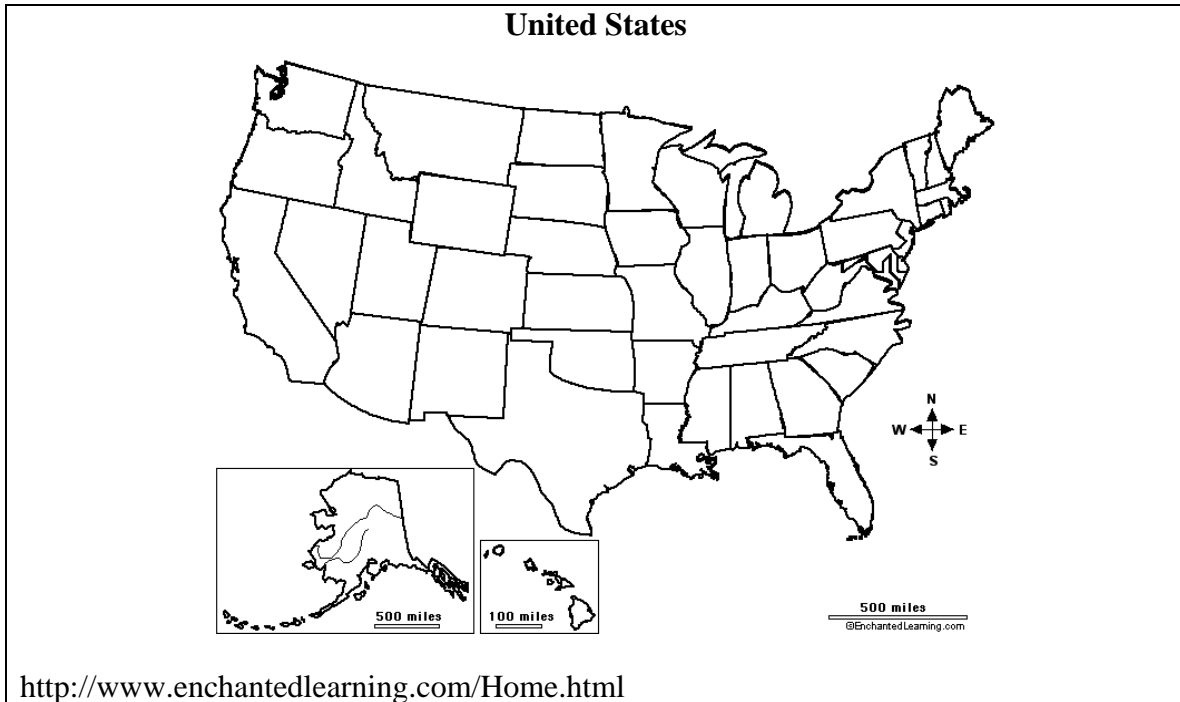 United States
N
W E
S
500 miles
100 miles
500 miles
©EnchantedLearning.com
http://www.enchantedlearning.com/Home.html